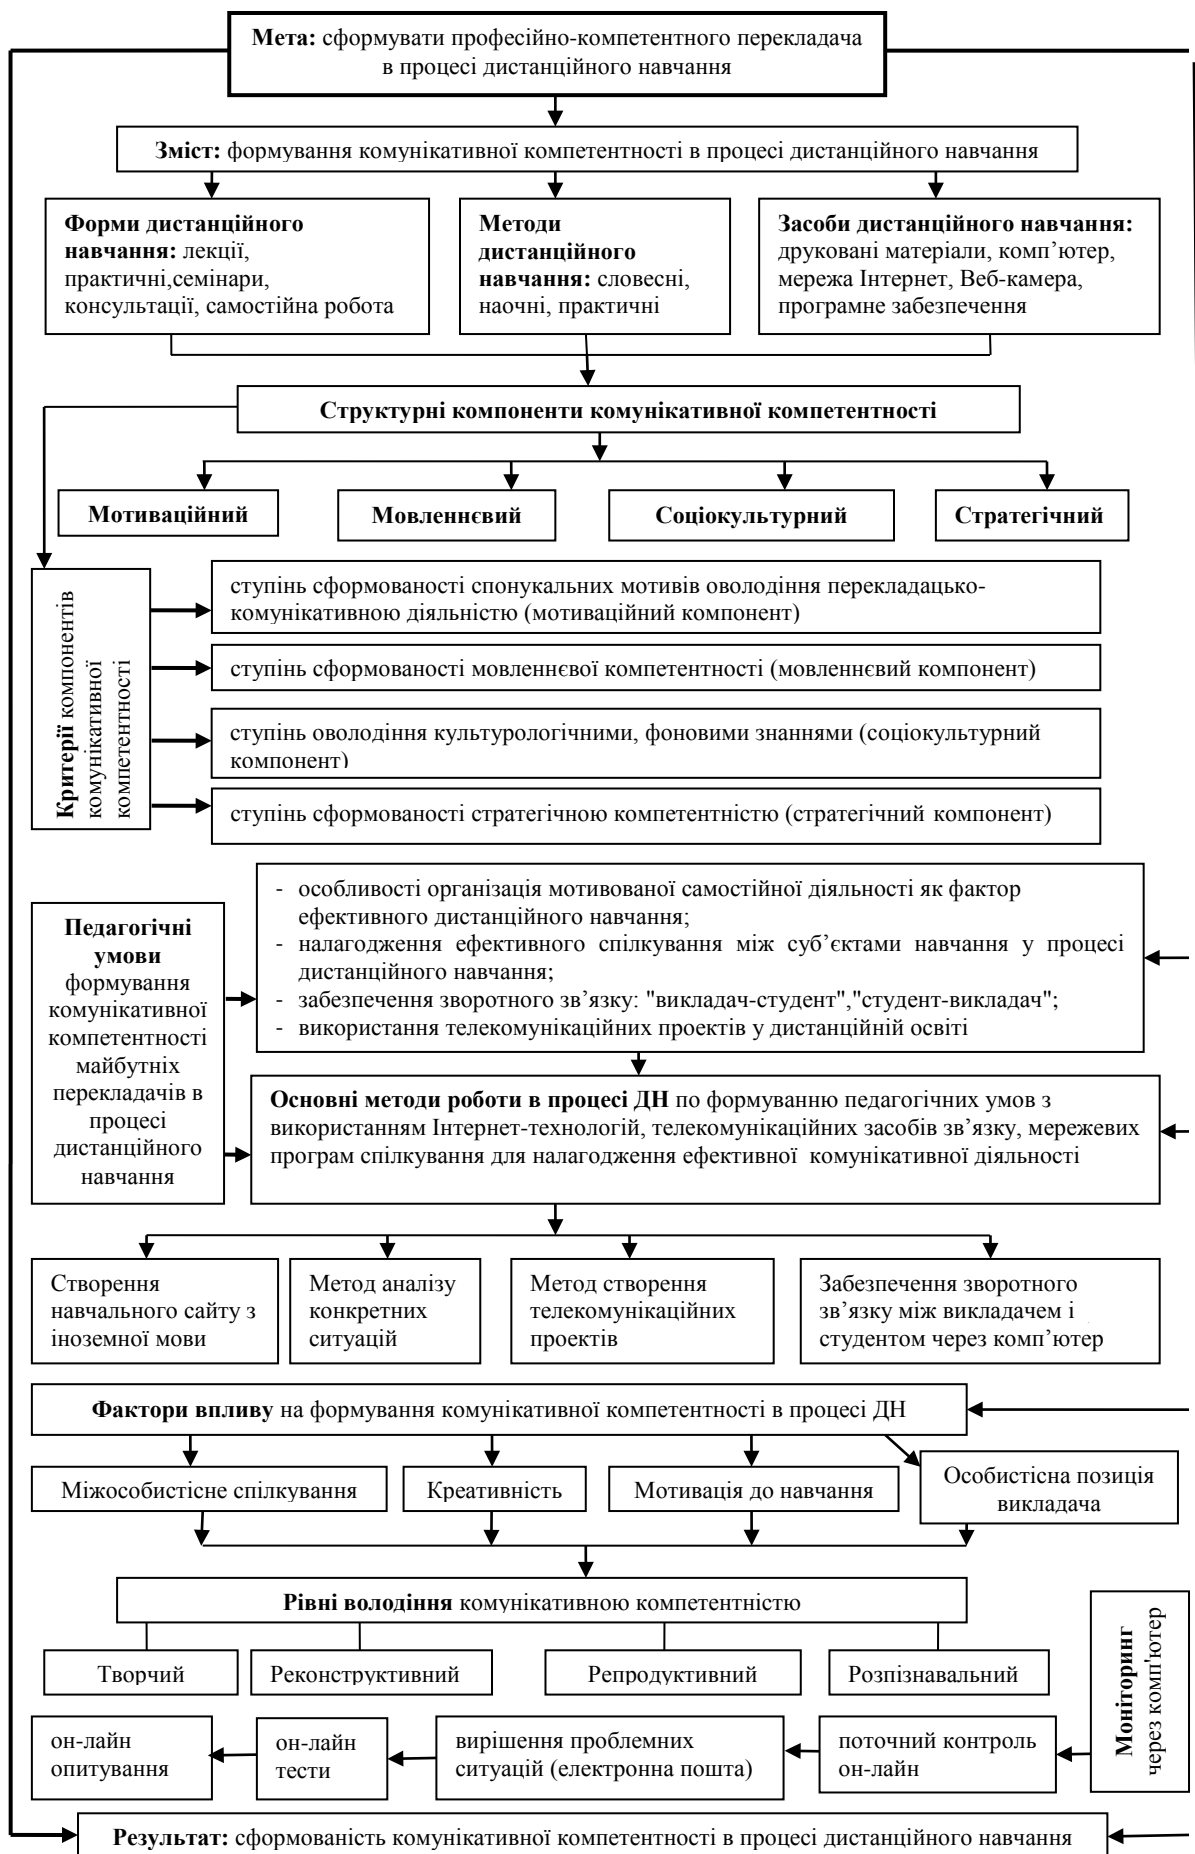 Мета: сформувати професійно-компетентного перекладача
в процесі дистанційного навчання
Зміст: формування комунікативної компетентності в процесі дистанційного навчання
Форми дистанційного
навчання: лекції,
практичні,семінари,
консультації, самостійна робота
Методи
дистанційного
навчання: словесні,
наочні, практичні
Засоби дистанційного навчання:
друковані матеріали, комп’ютер,
мережа Інтернет, Веб-камера,
програмне забезпечення
Структурні компоненти комунікативної компетентності
Мотиваційний
Мовленнєвий
Соціокультурний
Стратегічний
Критерії компонентів
комунікативної
компетентності
ступінь сформованості спонукальних мотивів оволодіння перекладацько-
комунікативною діяльністю (мотиваційний компонент)
ступінь сформованості мовленнєвої компетентності (мовленнєвий компонент)
ступінь оволодіння культурологічними, фоновими знаннями (соціокультурний
компонент)
ступінь сформованості стратегічною компетентністю (стратегічний компонент)
Педагогічні
умови
формування
комунікативної
компетентності
майбутніх
перекладачів в
процесі
дистанційного
навчання
- особливості організація мотивованої самостійної діяльності як фактор
ефективного дистанційного навчання;
- налагодження ефективного спілкування між суб’єктами навчання у процесі
дистанційного навчання;
- забезпечення зворотного зв’язку: "викладач-студент","студент-викладач";
- використання телекомунікаційних проектів у дистанційній освіті
Основні методи роботи в процесі ДН по формуванню педагогічних умов з
використанням Інтернет-технологій, телекомунікаційних засобів зв’язку, мережевих
програм спілкування для налагодження ефективної комунікативної діяльності
Створення
навчального сайту з
іноземної мови
Метод аналізу
конкретних
ситуацій
Метод створення
телекомунікаційних
проектів
Забезпечення зворотного
зв’язку між викладачем і
студентом через комп’ютер
Фактори впливу на формування комунікативної компетентності в процесі ДН
Міжособистісне спілкування
Креативність
Мотивація до навчання
Особистісна позиція
викладача
Рівні володіння комунікативною компетентністю
Творчий
Реконструктивний
Репродуктивний
Розпізнавальний
Моніторинг
через комп'ютер
он-лайн
опитування
он-лайн
тести
вирішення проблемних
ситуацій (електронна пошта)
поточний контроль
он-лайн
Результат: сформованість комунікативної компетентності в процесі дистанційного навчання